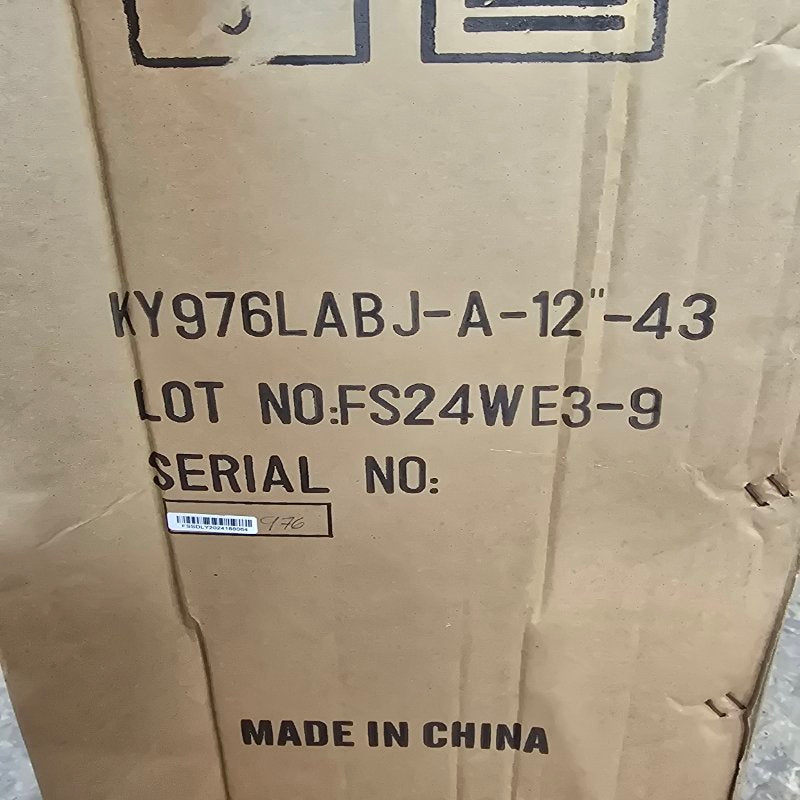 KY976LABJ-A-12"-43
LOT NO:FS24WE3-9
SERIAL NO:
976
MADE IN CHINA